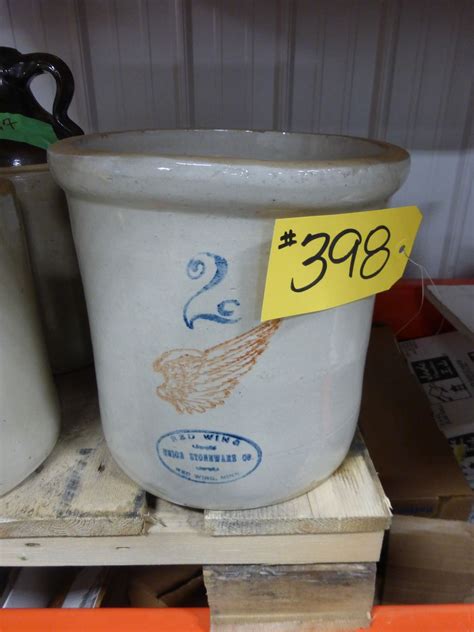 #398
2
RED WING
UNION STONEWARE CO.
RED WING, MINN.